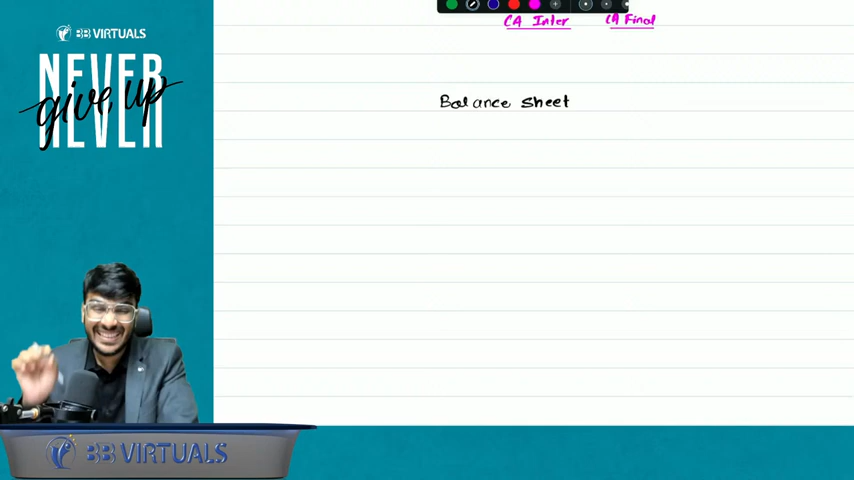 BB VIRTUALS
NEVER
give up
NEVER
CA Inter
CA Final
Balance sheet
BB VIRTUALS